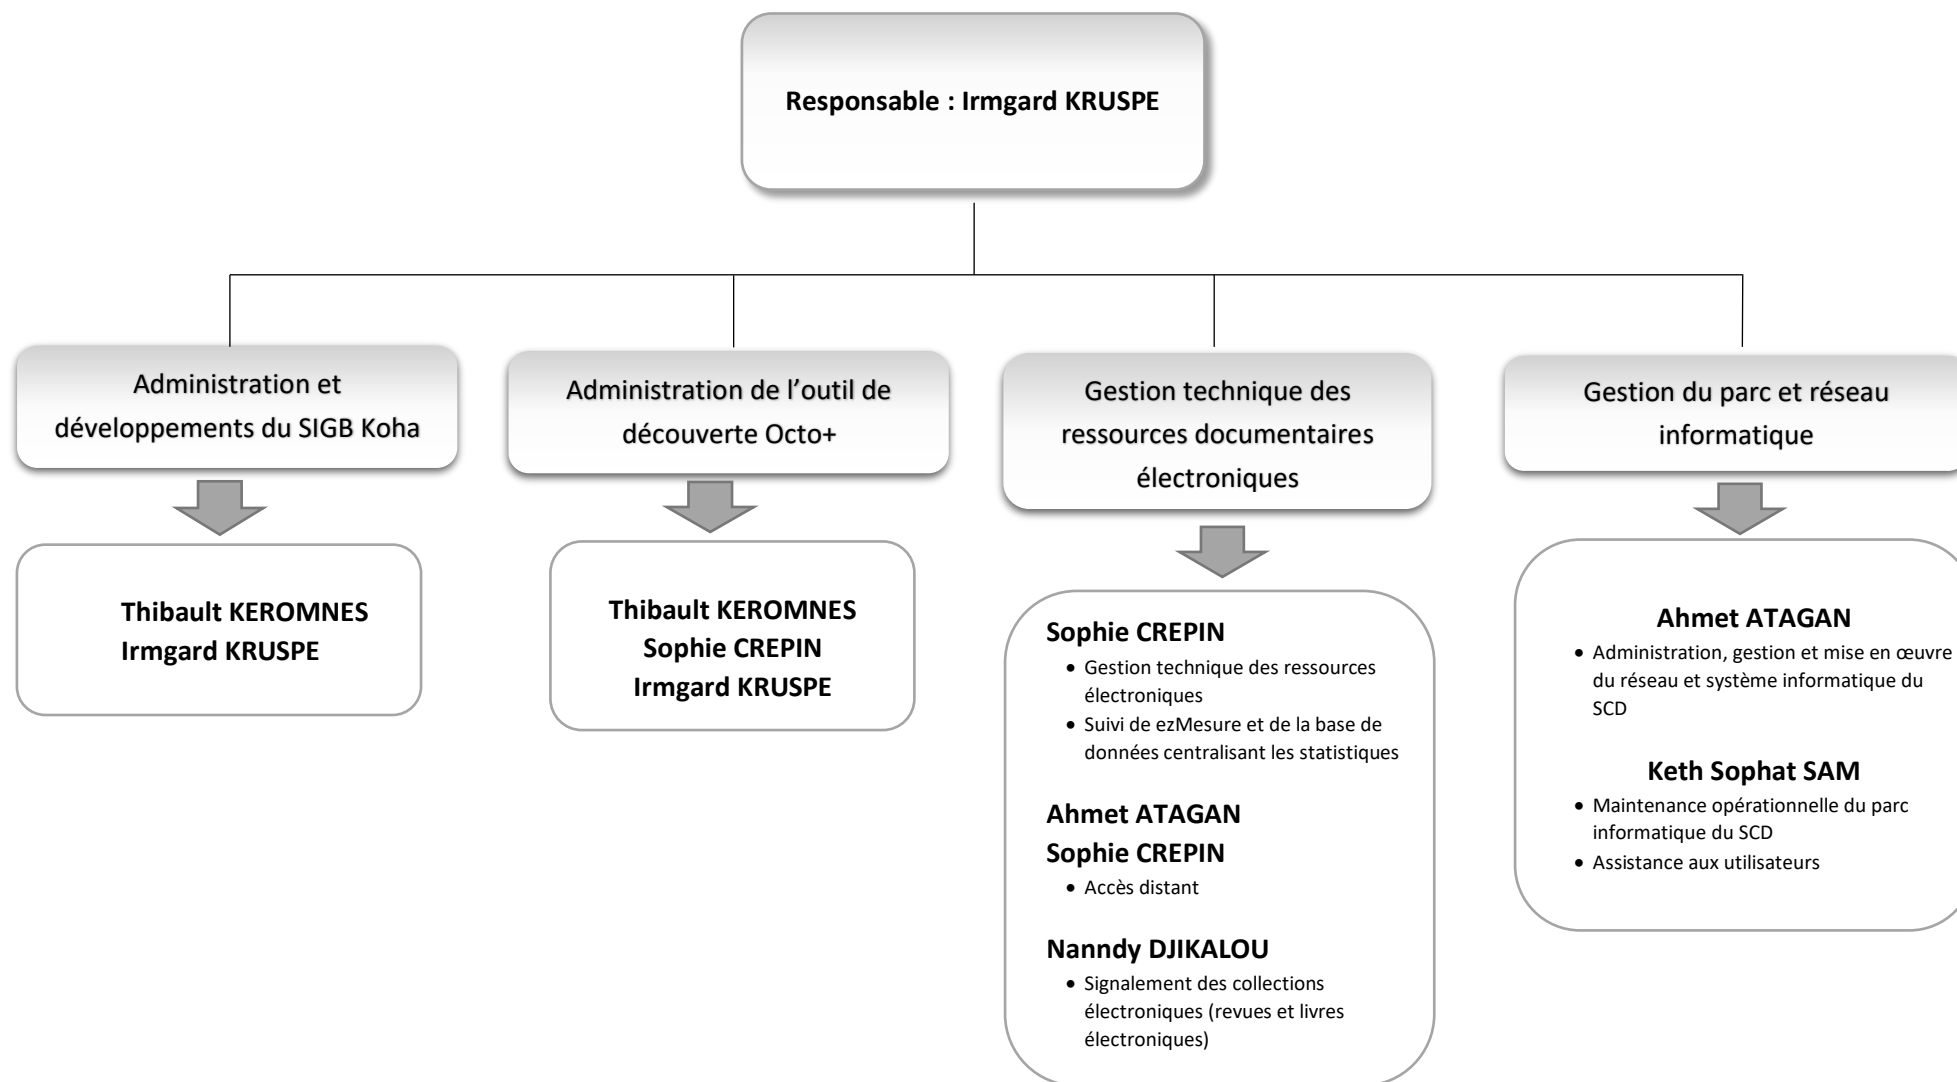 Responsable : Irmgard KRUSPE
Administration et
développements du SIGB Koha
Thibault KEROMNES
Irmgard KRUSPE
Administration de l’outil de
découverte Octo+
Thibault KEROMNES
Sophie CREPIN
Irmgard KRUSPE
Gestion technique des
ressources documentaires
électroniques
Sophie CREPIN
• Gestion technique des ressources
électroniques
• Suivi de ezMesure et de la base de
données centralisant les statistiques
Ahmet ATAGAN
Sophie CREPIN
• Accès distant
Nanndy DJIKALOU
• Signalement des collections
électroniques (revues et livres
électroniques)
Gestion du parc et réseau
informatique
Ahmet ATAGAN
• Administration, gestion et mise en œuvre
du réseau et système informatique du
SCD
Keth Sophat SAM
• Maintenance opérationnelle du parc
informatique du SCD
• Assistance aux utilisateurs